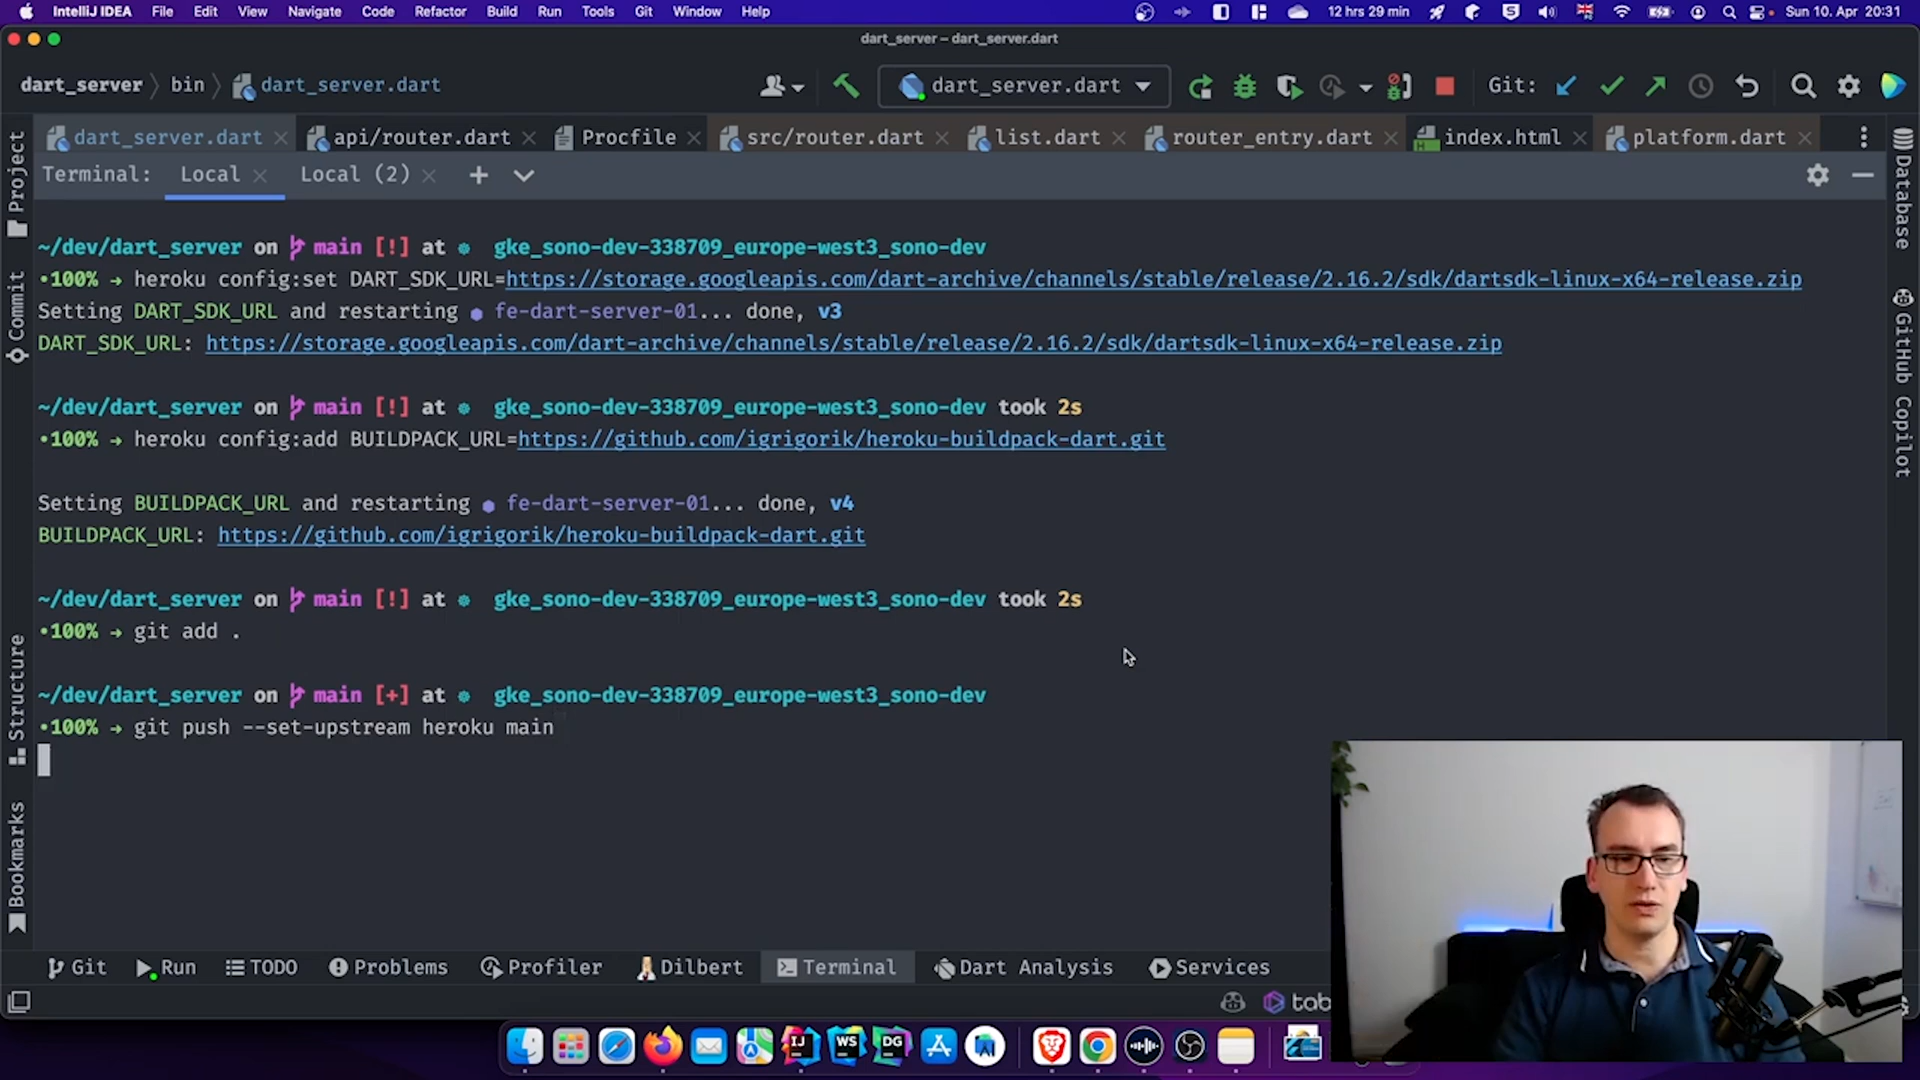 IntelliJ IDEA File Edit View Navigate Code Refactor Build Run Tools Git Window Help 12 hrs 29 min Sun 10. Apr 20:31
dart_server – dart_server.dart
dart_server bin dart_server.dart dart_server.dart Git:
dart_server.dart api/router.dart Procfile src/router.dart list.dart router_entry.dart index.html platform.dart
Terminal: Local Local (2)
~/dev/dart_server on main [!] at gke_sono-dev-338709_europe-west3_sono-dev
•100% → heroku config:set DART_SDK_URL=https://storage.googleapis.com/dart-archive/channels/stable/release/2.16.2/sdk/dartsdk-linux-x64-release.zip
Setting DART_SDK_URL and restarting ⬢ fe-dart-server-01... done, v3
DART_SDK_URL: https://storage.googleapis.com/dart-archive/channels/stable/release/2.16.2/sdk/dartsdk-linux-x64-release.zip
~/dev/dart_server on main [!] at gke_sono-dev-338709_europe-west3_sono-dev took 2s
•100% → heroku config:add BUILDPACK_URL=https://github.com/igrigorik/heroku-buildpack-dart.git
Setting BUILDPACK_URL and restarting ⬢ fe-dart-server-01... done, v4
BUILDPACK_URL: https://github.com/igrigorik/heroku-buildpack-dart.git
~/dev/dart_server on main [!] at gke_sono-dev-338709_europe-west3_sono-dev took 2s
•100% → git add .
~/dev/dart_server on main [+] at gke_sono-dev-338709_europe-west3_sono-dev
•100% → git push --set-upstream heroku main
Git Run TODO Problems Profiler Dilbert Terminal Dart Analysis Services
tab
Project
Commit
Structure
Bookmarks
Database
GitHub Copilot
IJ WS DG